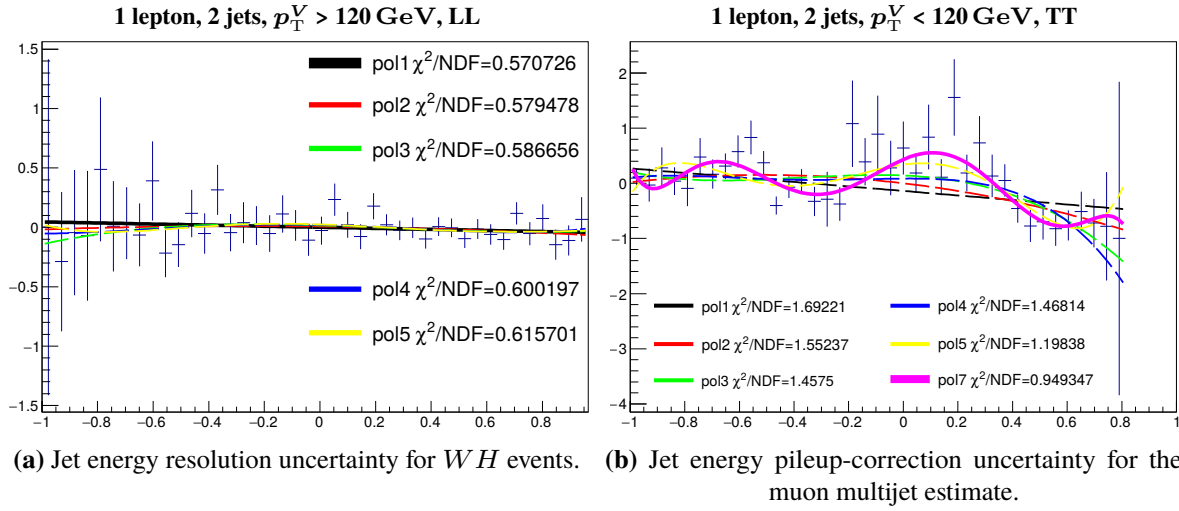 1 lepton, 2 jets, p_T^V > 120 GeV, LL
1.5
1
0.5
0
−0.5
−1
−1.5
pol1 χ²/NDF=0.570726
pol2 χ²/NDF=0.579478
pol3 χ²/NDF=0.586656
pol4 χ²/NDF=0.600197
pol5 χ²/NDF=0.615701
−1 −0.8 −0.6 −0.4 −0.2 0 0.2 0.4 0.6 0.8
(a) Jet energy resolution uncertainty for WH events.
1 lepton, 2 jets, p_T^V < 120 GeV, TT
2
1
0
−1
−2
−3
−4
pol1 χ²/NDF=1.69221
pol2 χ²/NDF=1.55237
pol3 χ²/NDF=1.4575
pol4 χ²/NDF=1.46814
pol5 χ²/NDF=1.19838
pol7 χ²/NDF=0.949347
−1 −0.8 −0.6 −0.4 −0.2 0 0.2 0.4 0.6 0.8 1
(b) Jet energy pileup-correction uncertainty for the
muon multijet estimate.